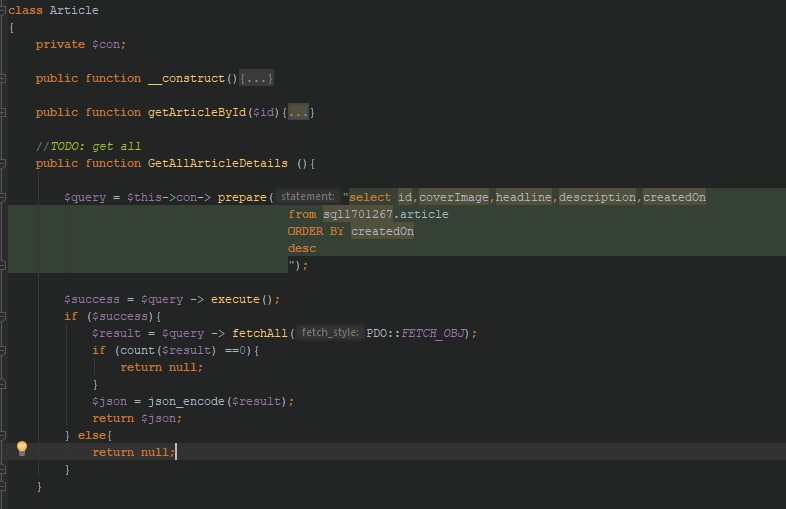 class Article
{
private $con;
public function __construct(){...}
public function getArticleById($id){...}
//TODO: get all
public function GetAllArticleDetails (){
$query = $this->con-> prepare( statement: "select id,coverImage,headline,description,createdOn
from sql1701267.article
ORDER BY createdOn
desc
");
$success = $query -> execute();
if ($success){
$result = $query -> fetchAll( fetch_style: PDO::FETCH_OBJ);
if (count($result) ==0){
return null;
}
$json = json_encode($result);
return $json;
} else{
return null;
}
}